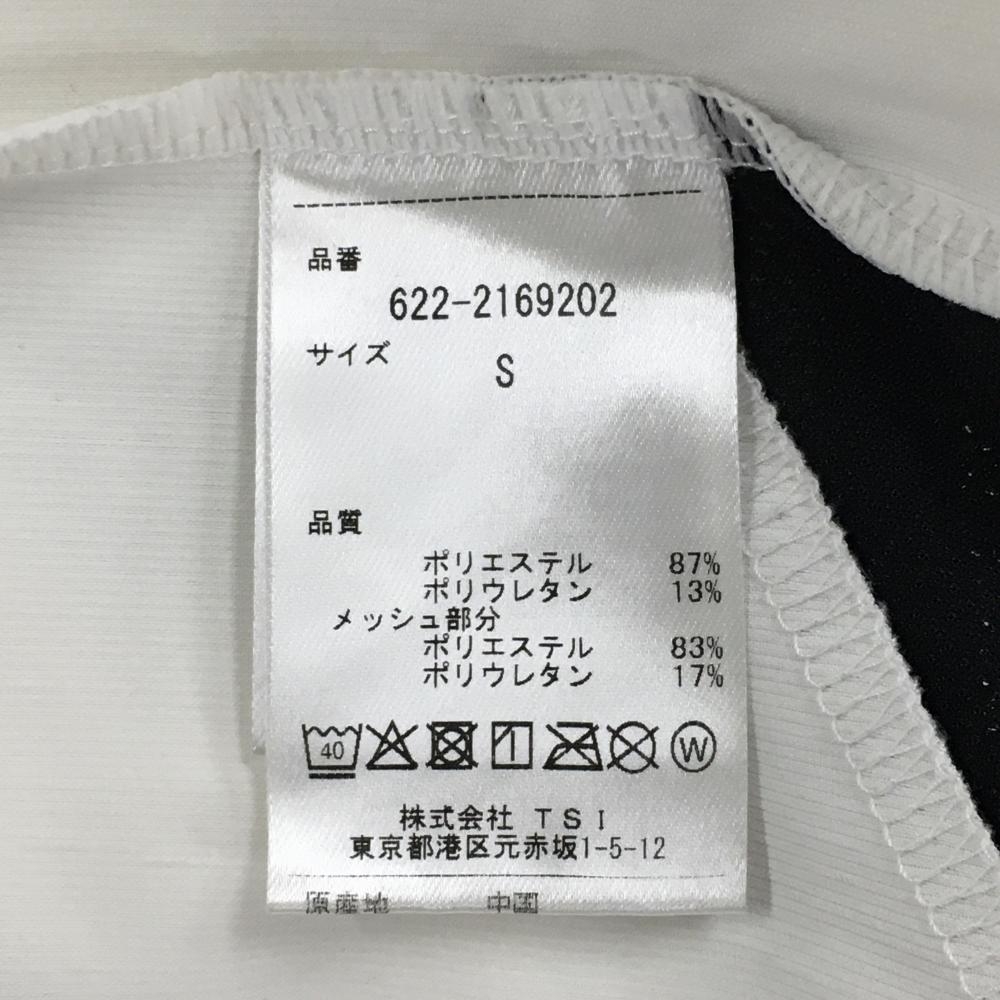 品番
622-2169202
サイズ
S
品質
ポリエステル 87%
ポリウレタン 13%
メッシュ部分
ポリエステル 83%
ポリウレタン 17%
40 W
株式会社 TSI
東京都港区元赤坂1-5-12
原産地 中国